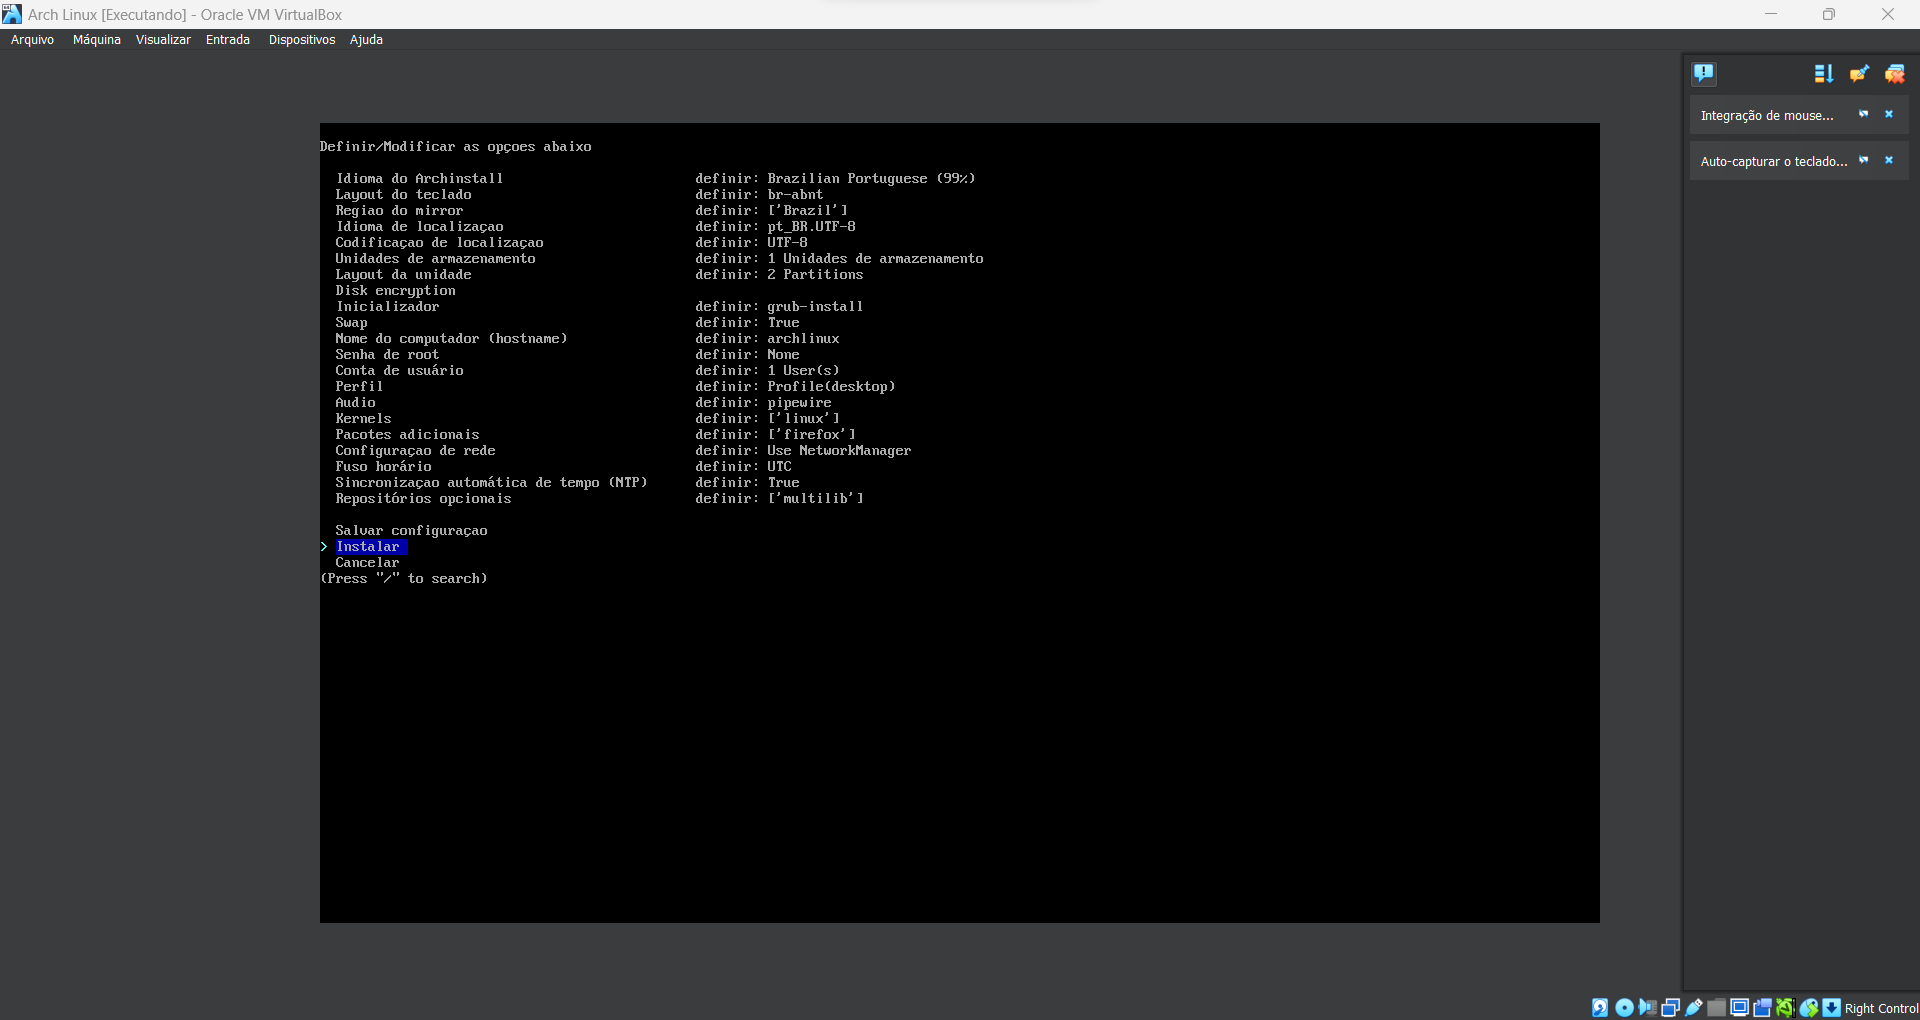 Arch Linux [Executando] - Oracle VM VirtualBox
Arquivo Máquina Visualizar Entrada Dispositivos Ajuda
Integração de mouse...
Auto-capturar o teclado...
Definir/Modificar as opçoes abaixo
Idioma do Archinstall definir: Brazilian Portuguese (99%)
Layout do teclado definir: br-abnt
Regiao do mirror definir: ['Brazil']
Idioma de localizaçao definir: pt_BR.UTF-8
Codificaçao de localizaçao definir: UTF-8
Unidades de armazenamento definir: 1 Unidades de armazenamento
Layout da unidade definir: 2 Partitions
Disk encryption
Inicializador definir: grub-install
Swap definir: True
Nome do computador (hostname) definir: archlinux
Senha de root definir: None
Conta de usuário definir: 1 User(s)
Perfil definir: Profile(desktop)
Audio definir: pipewire
Kernels definir: ['linux']
Pacotes adicionais definir: ['firefox']
Configuraçao de rede definir: Use NetworkManager
Fuso horário definir: UTC
Sincronizaçao automática de tempo (NTP) definir: True
Repositórios opcionais definir: ['multilib']
Salvar configuraçao
> Instalar
Cancelar
(Press "/" to search)
Right Control